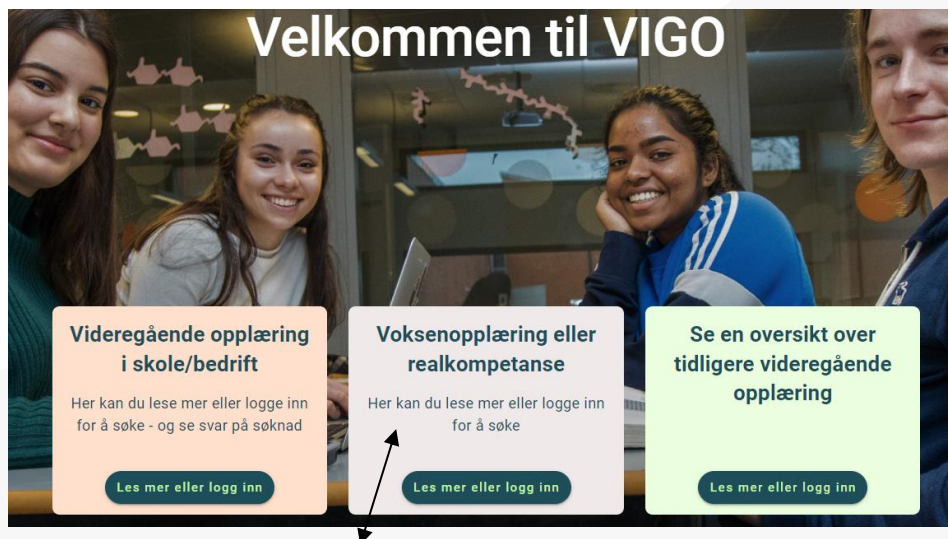 Velkommen til VIGO
Videregående opplæring
i skole/bedrift
Her kan du lese mer eller logge inn
for å søke - og se svar på søknad
Les mer eller logg inn
Voksenopplæring eller
realkompetanse
Her kan du lese mer eller logge inn
for å søke
Les mer eller logg inn
Se en oversikt over
tidligere videregående
opplæring
Les mer eller logg inn